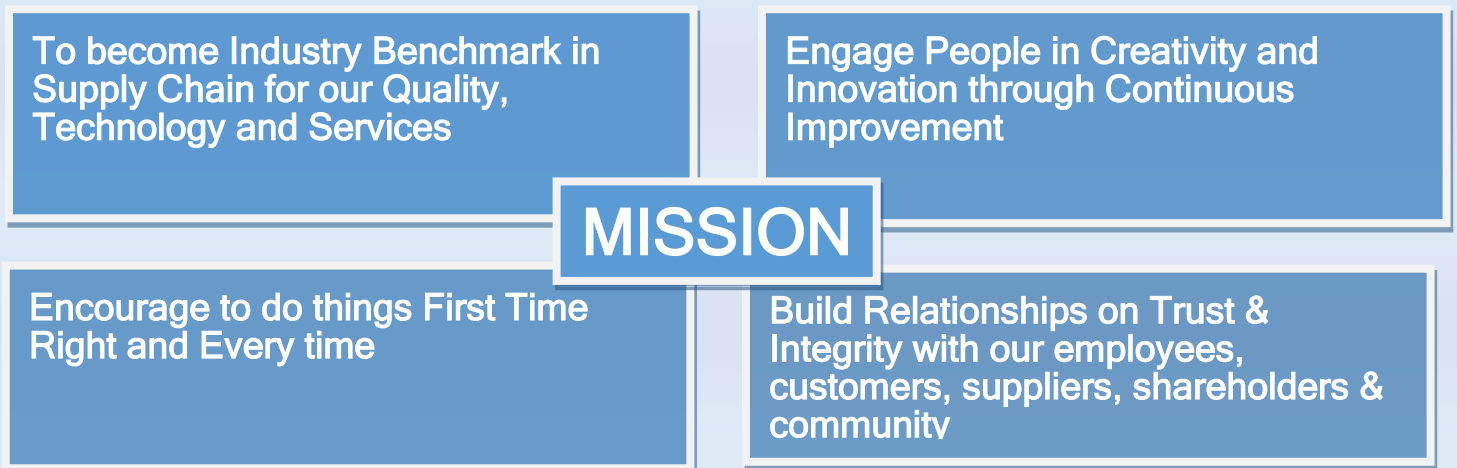 To become Industry Benchmark in
Supply Chain for our Quality,
Technology and Services
Engage People in Creativity and
Innovation through Continuous
Improvement
MISSION
Encourage to do things First Time
Right and Every time
Build Relationships on Trust &
Integrity with our employees,
customers, suppliers, shareholders &
community